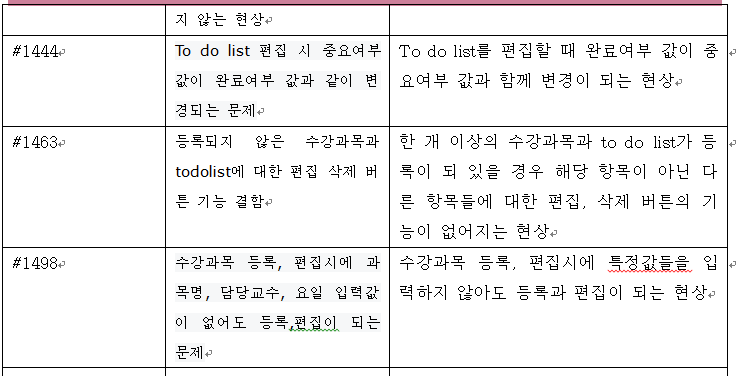 지 않는 현상
#1444
To do list 편집 시 중요여부
값이 완료여부 값과 같이 변
경되는 문제
To do list를 편집할 때 완료여부 값이 중
요여부 값과 함께 변경이 되는 현상
#1463
등록되지 않은 수강과목과
todolist에 대한 편집 삭제 버
튼 기능 결함
한 개 이상의 수강과목과 to do list가 등
록이 되 있을 경우 해당 항목이 아닌 다
른 항목들에 대한 편집, 삭제 버튼의 기
능이 없어지는 현상
#1498
수강과목 등록, 편집시에 과
목명, 담당교수, 요일 입력값
이 없어도 등록,편집이 되는
문제
수강과목 등록, 편집시에 특정값들을 입
력하지 않아도 등록과 편집이 되는 현상